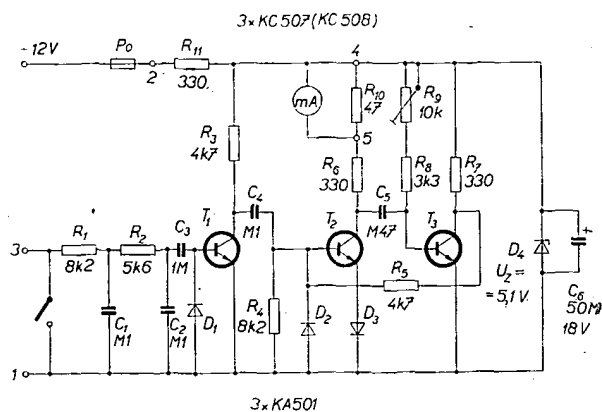 3×KC507(KC508)
-12V
Po
2
R11
330
4
mA
R10
47
5
R9
10k
R3
4k7
R6
330
C5
M47
R8
3k3
R7
330
C4
M1
T1
T2
T3
3
R1
8k2
R2
5k6
C3
1M
C1
M1
C2
M1
D1
R4
8k2
D2
D3
R5
4k7
D4
UZ =
= 5,1V
+
C6
50M
18V
1
3×KA501